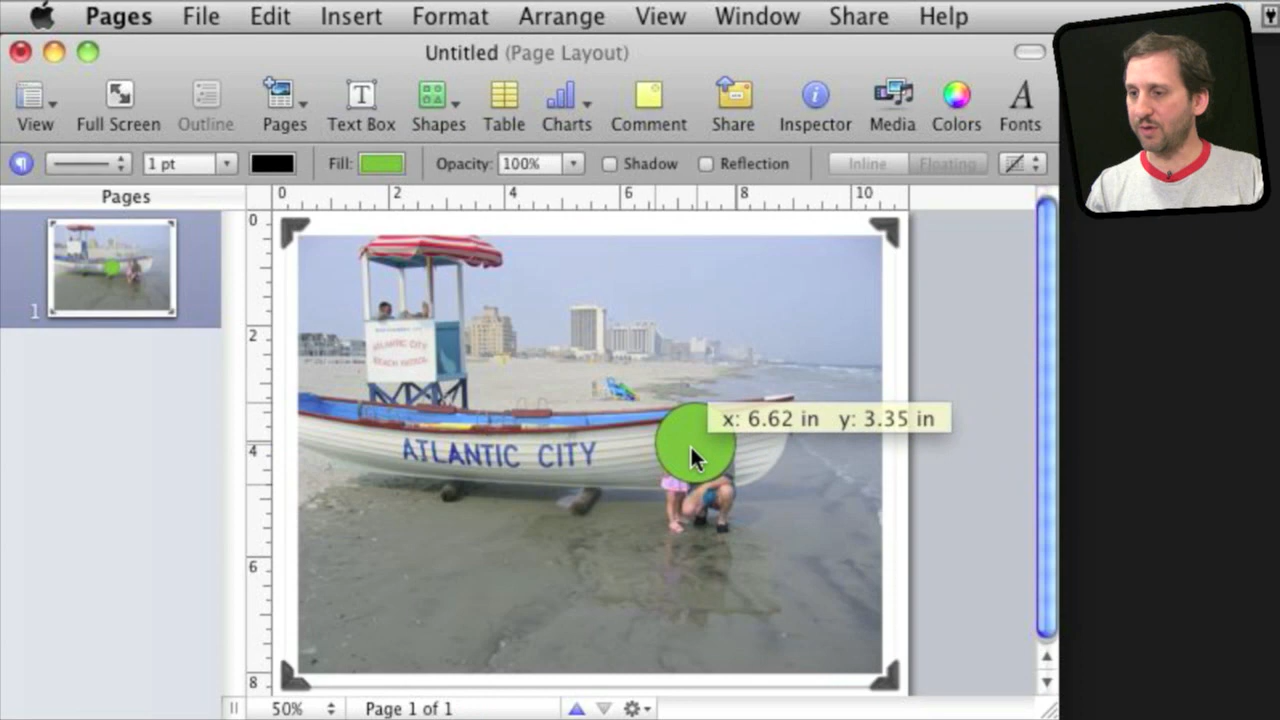 Pages File Edit Insert Format Arrange View Window Share Help
Untitled (Page Layout)
View Full Screen Outline Pages Text Box Shapes Table Charts Comment Share Inspector Media Colors Fonts
1 pt Fill: Opacity: 100% Shadow Reflection Inline Floating
Pages
0 2 4 6 8 10
0
1
2
ATLANTIC CITY
BEACH PATROL
x: 6.62 in y: 3.35 in
4
ATLANTIC CITY
6
8
50% Page 1 of 1